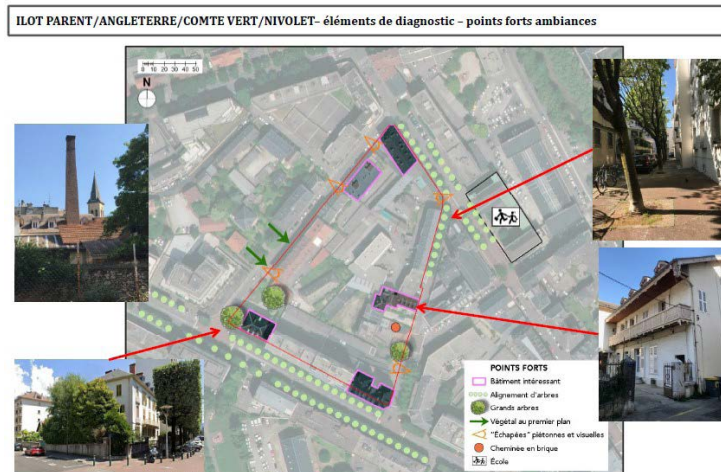 ILOT PARENT/ANGLETERRE/COMTE VERT/NIVOLET– éléments de diagnostic – points forts ambiances
0 10 20 30 40 50
N
POINTS FORTS
Bâtiment intéressant
Alignement d'arbres
Grands arbres
Végétal au premier plan
"Échapées" piétonnes et visuelles
Cheminée en brique
École